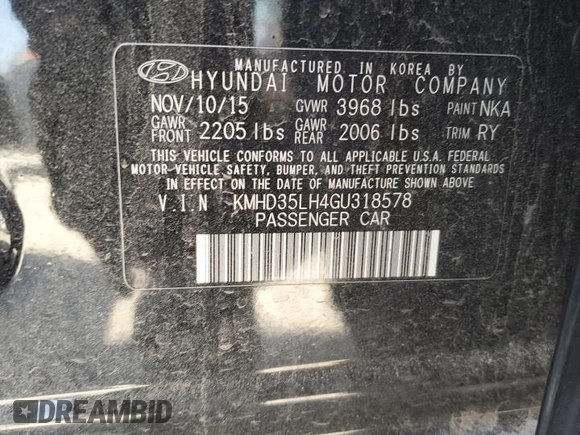 MANUFACTURED IN KOREA BY
HYUNDAI MOTOR COMPANY
NOV/10/15 GVWR 3968 lbs PAINT NKA
GAWR FRONT 2205 lbs GAWR REAR 2006 lbs TRIM RY
THIS VEHICLE CONFORMS TO ALL APPLICABLE U.S.A. FEDERAL
MOTOR-VEHICLE SAFETY, BUMPER, AND THEFT PREVENTION STANDARDS
IN EFFECT ON THE DATE OF MANUFACTURE SHOWN ABOVE
V.I.N KMHD35LH4GU318578
PASSENGER CAR
DREAMBID